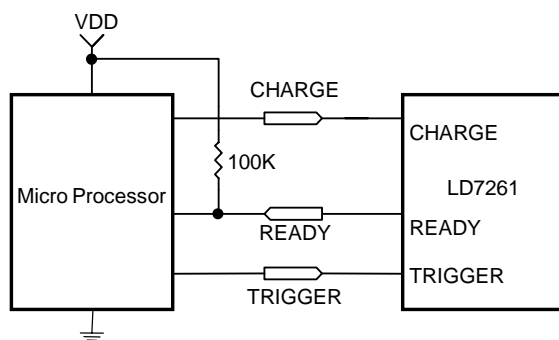 VDD
CHARGE
CHARGE
100K
Micro Processor
LD7261
READY
READY
TRIGGER
TRIGGER